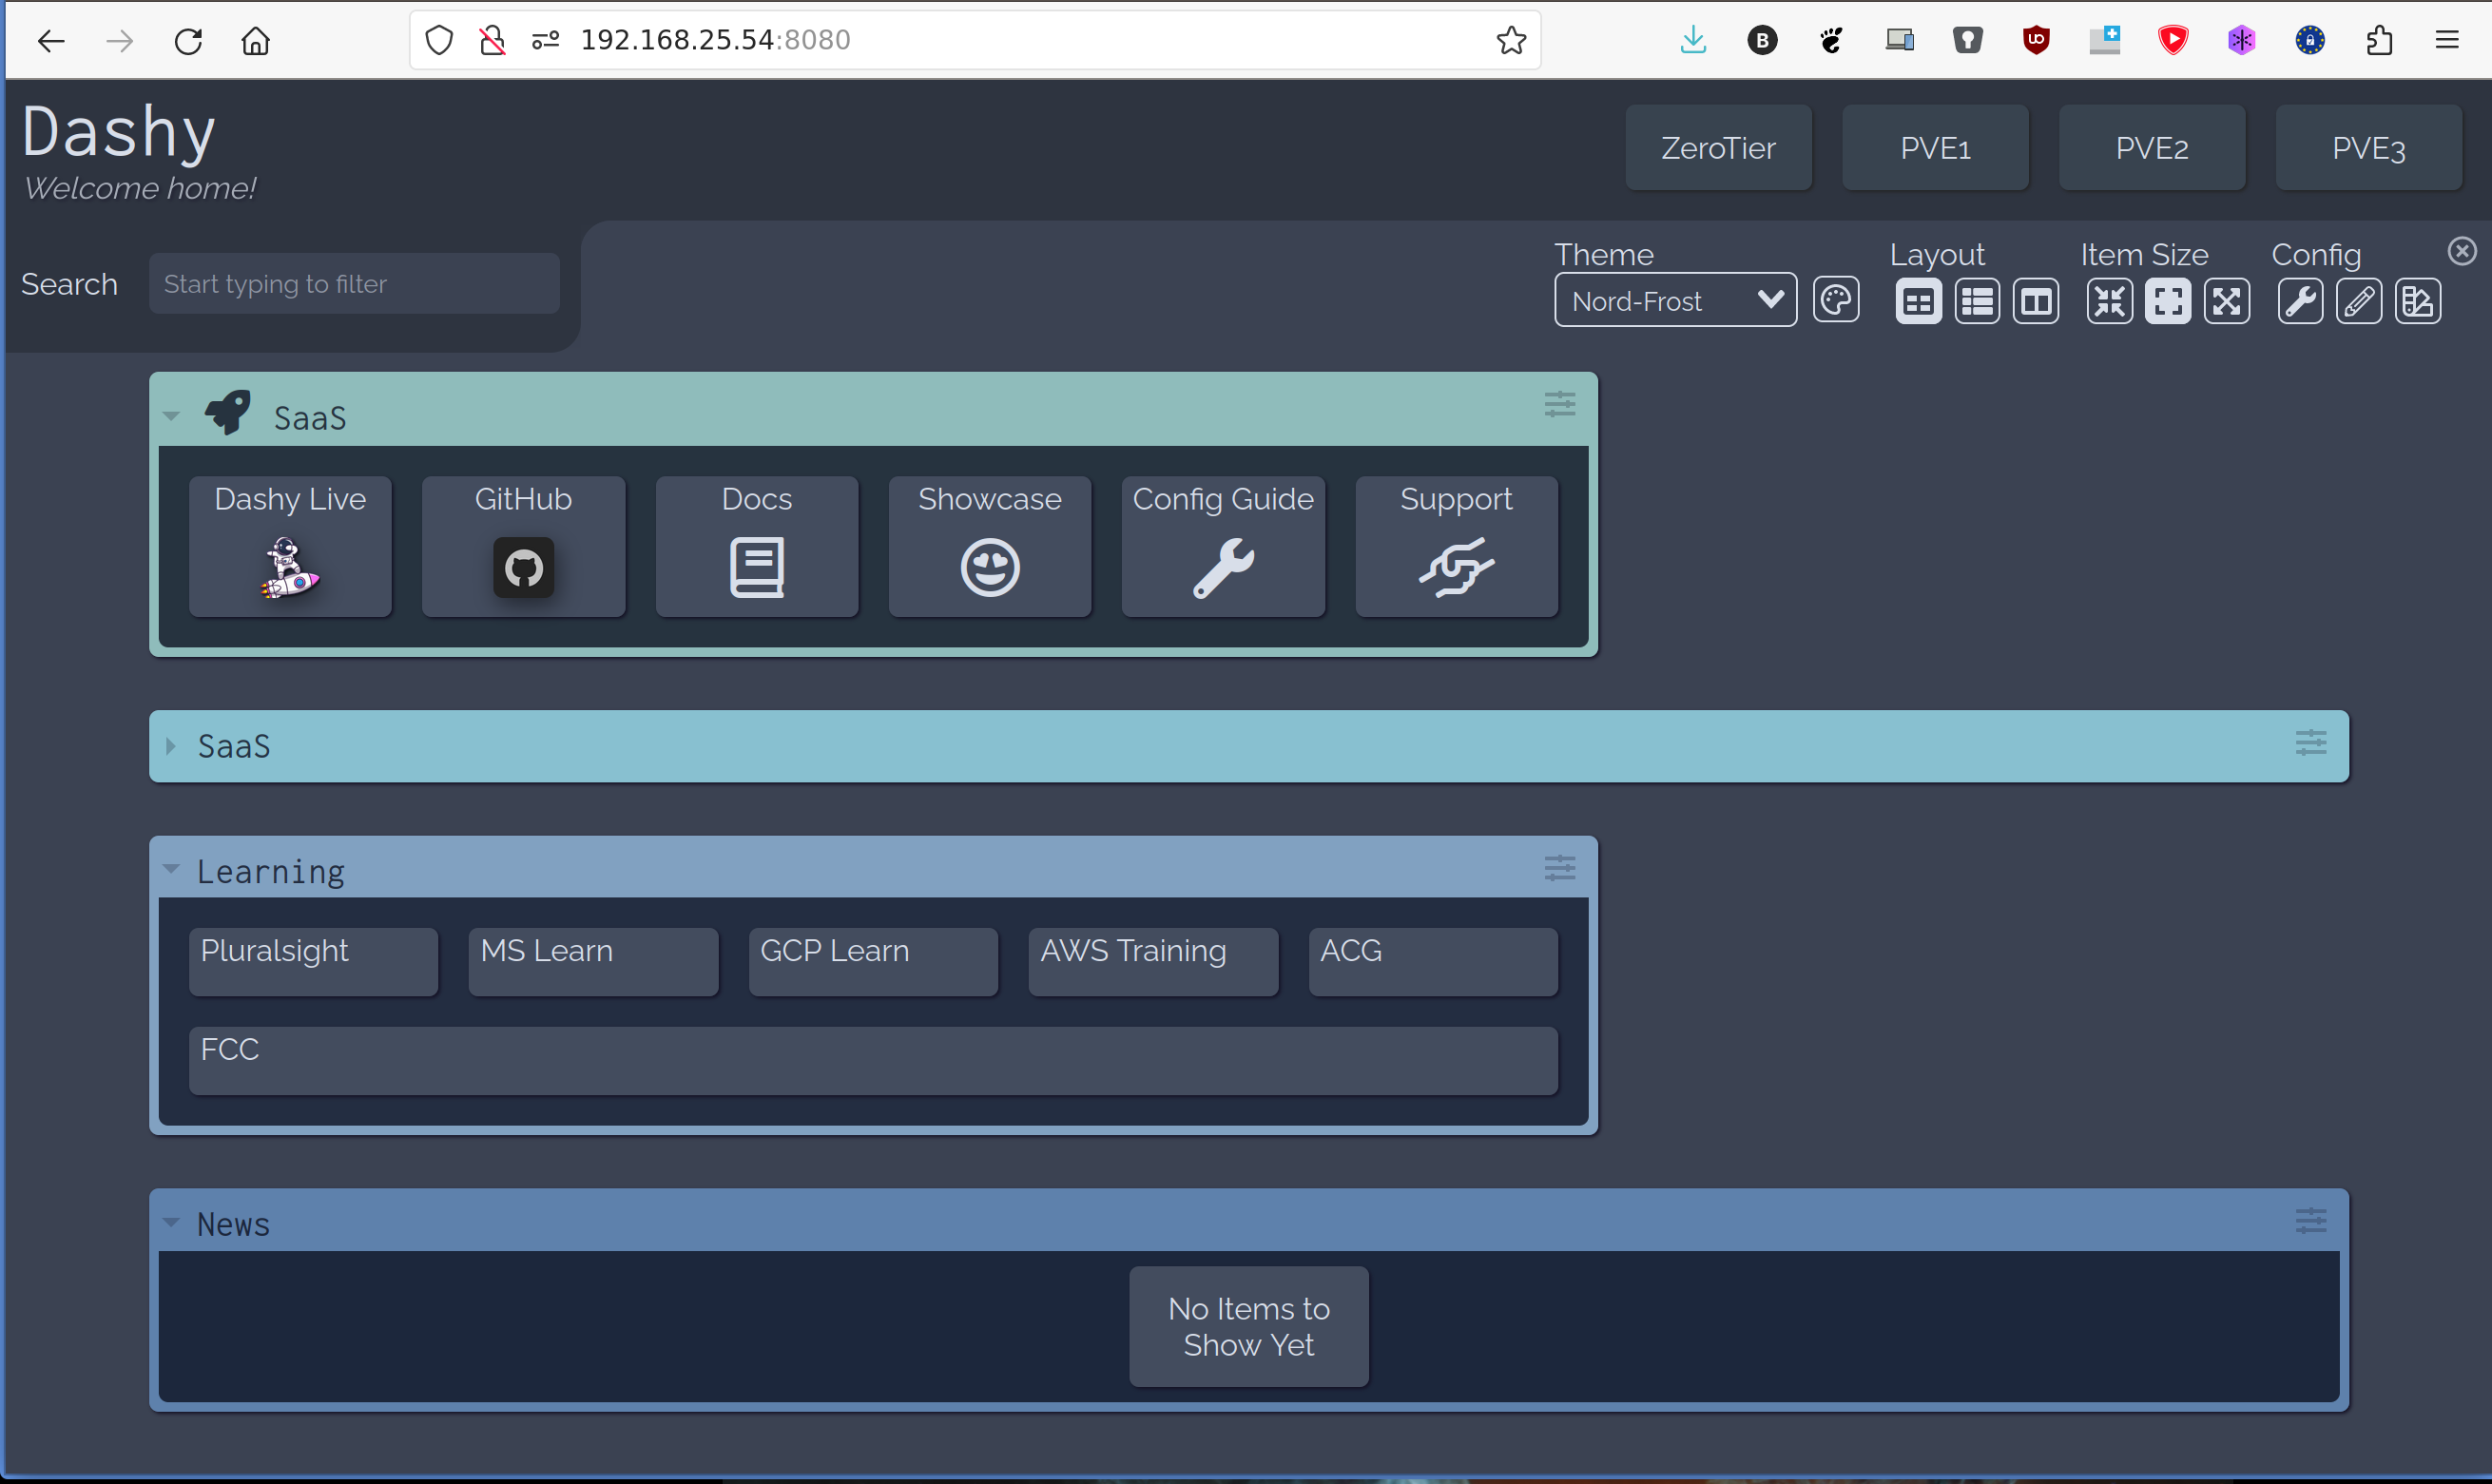 192.168.25.54:8080
B
UO
Dashy
Welcome home!
ZeroTier
PVE1
PVE2
PVE3
Search
Start typing to filter
Theme
Nord-Frost
Layout
Item Size
Config
SaaS
Dashy Live
GitHub
Docs
Showcase
Config Guide
Support
SaaS
Learning
Pluralsight
MS Learn
GCP Learn
AWS Training
ACG
FCC
News
No Items to
Show Yet